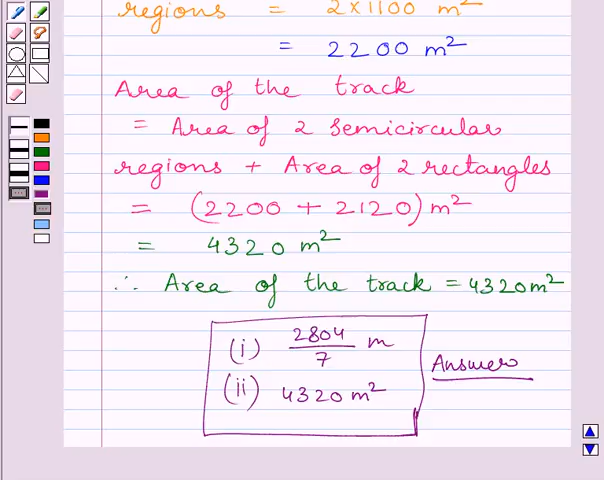 regions = 2×1100 m²
= 2200 m²
Area of the track
= Area of 2 semicircular
regions + Area of 2 rectangles
= (2200 + 2120) m²
= 4320 m²
∴ Area of the track = 4320 m²
(i) 2804/7 m
(ii) 4320 m²
Answer